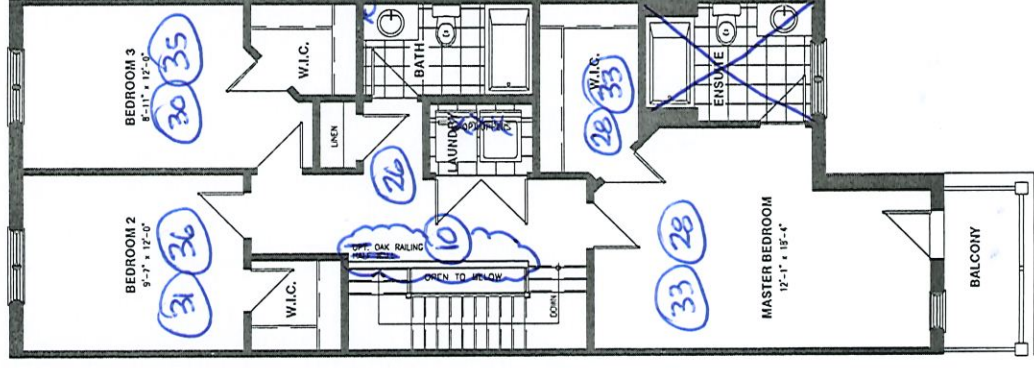 BEDROOM 3
8'-11" x 12'-0"
30 35
W.I.C.
BATH
LINEN
W.I.C.
28 33
ENSUITE
LAUNDRY
26
BEDROOM 2
9'-7" x 12'-0"
31 36
W.I.C.
OPT. OAK RAILING
10
OPEN TO BELOW
DOWN
33 28
MASTER BEDROOM
12'-1" x 15'-4"
BALCONY